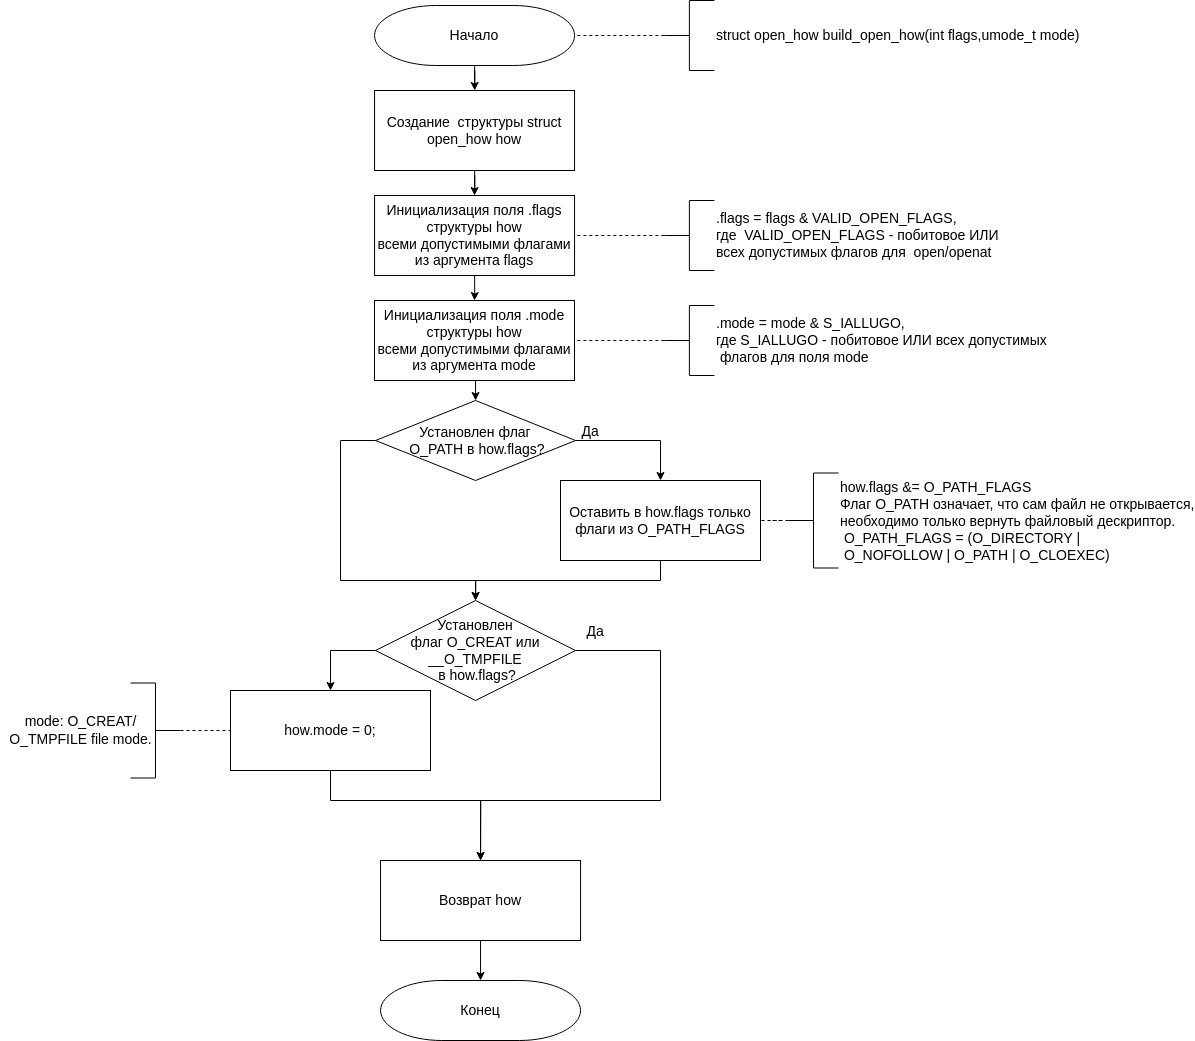 Начало
struct open_how build_open_how(int flags,umode_t mode)
Создание  структуры struct
open_how how
Инициализация поля .flags
структуры how
всеми допустимыми флагами
из аргумента flags
.flags = flags & VALID_OPEN_FLAGS,
где  VALID_OPEN_FLAGS - побитовое ИЛИ
всех допустимых флагов для  open/openat
Инициализация поля .mode
структуры how
всеми допустимыми флагами
из аргумента mode
.mode = mode & S_IALLUGO,
где S_IALLUGO - побитовое ИЛИ всех допустимых
флагов для поля mode
Установлен флаг
O_PATH в how.flags?
Да
Оставить в how.flags только
флаги из O_PATH_FLAGS
how.flags &= O_PATH_FLAGS
Флаг O_PATH означает, что сам файл не открывается,
необходимо только вернуть файловый дескриптор.
O_PATH_FLAGS = (O_DIRECTORY |
O_NOFOLLOW | O_PATH | O_CLOEXEC)
Установлен
флаг O_CREAT или
__O_TMPFILE
в how.flags?
Да
how.mode = 0;
mode: O_CREAT/
O_TMPFILE file mode.
Возврат how
Конец